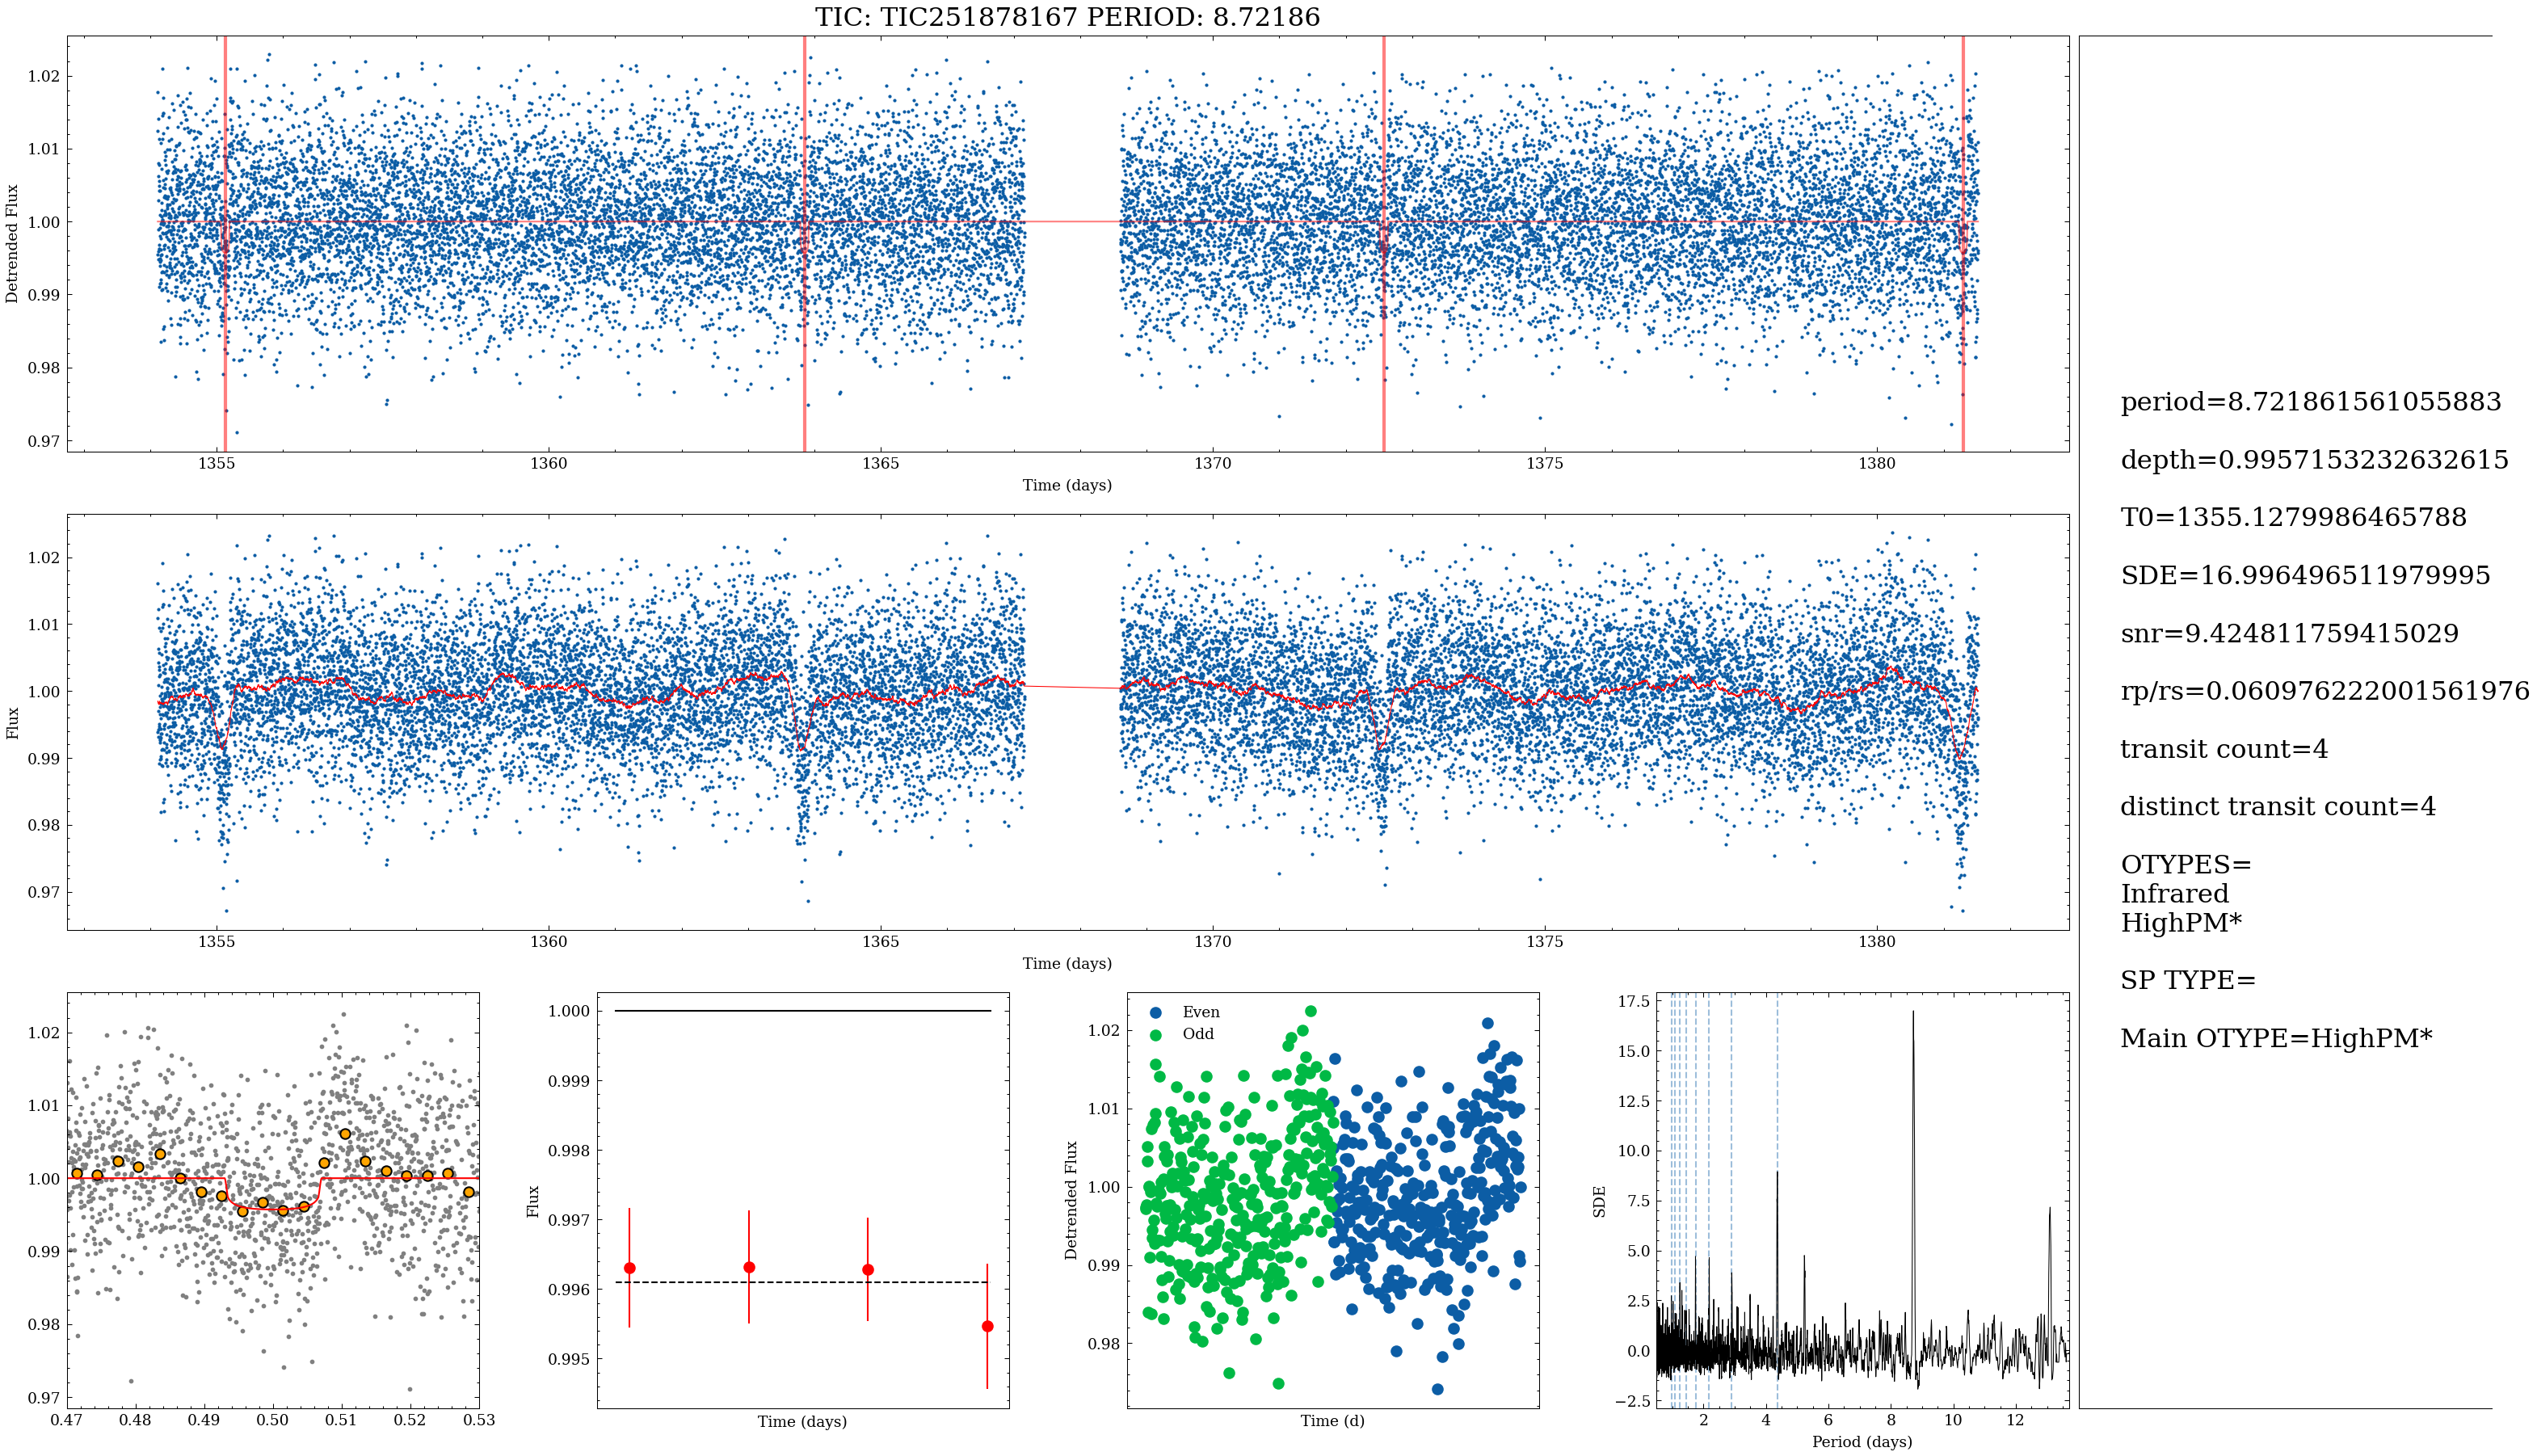 TIC: TIC251878167 PERIOD: 8.72186
1.02
1.01
1.00
0.99
0.98
0.97
Detrended Flux
1355
1360
1365
1370
1375
1380
Time (days)
1.02
1.01
1.00
0.99
0.98
0.97
Flux
1355
1360
1365
1370
1375
1380
Time (days)
1.02
1.01
1.00
0.99
0.98
0.97
0.47
0.48
0.49
0.50
0.51
0.52
0.53
1.000
0.999
0.998
0.997
0.996
0.995
Flux
Time (days)
Even
Odd
1.02
1.01
1.00
0.99
0.98
Detrended Flux
Time (d)
17.5
15.0
12.5
10.0
7.5
5.0
2.5
0.0
−2.5
SDE
2
4
6
8
10
12
Period (days)
period=8.721861561055883
depth=0.9957153232632615
T0=1355.1279986465788
SDE=16.996496511979995
snr=9.424811759415029
rp/rs=0.060976222001561976
transit count=4
distinct transit count=4
OTYPES=
Infrared
HighPM*
SP TYPE=
Main OTYPE=HighPM*